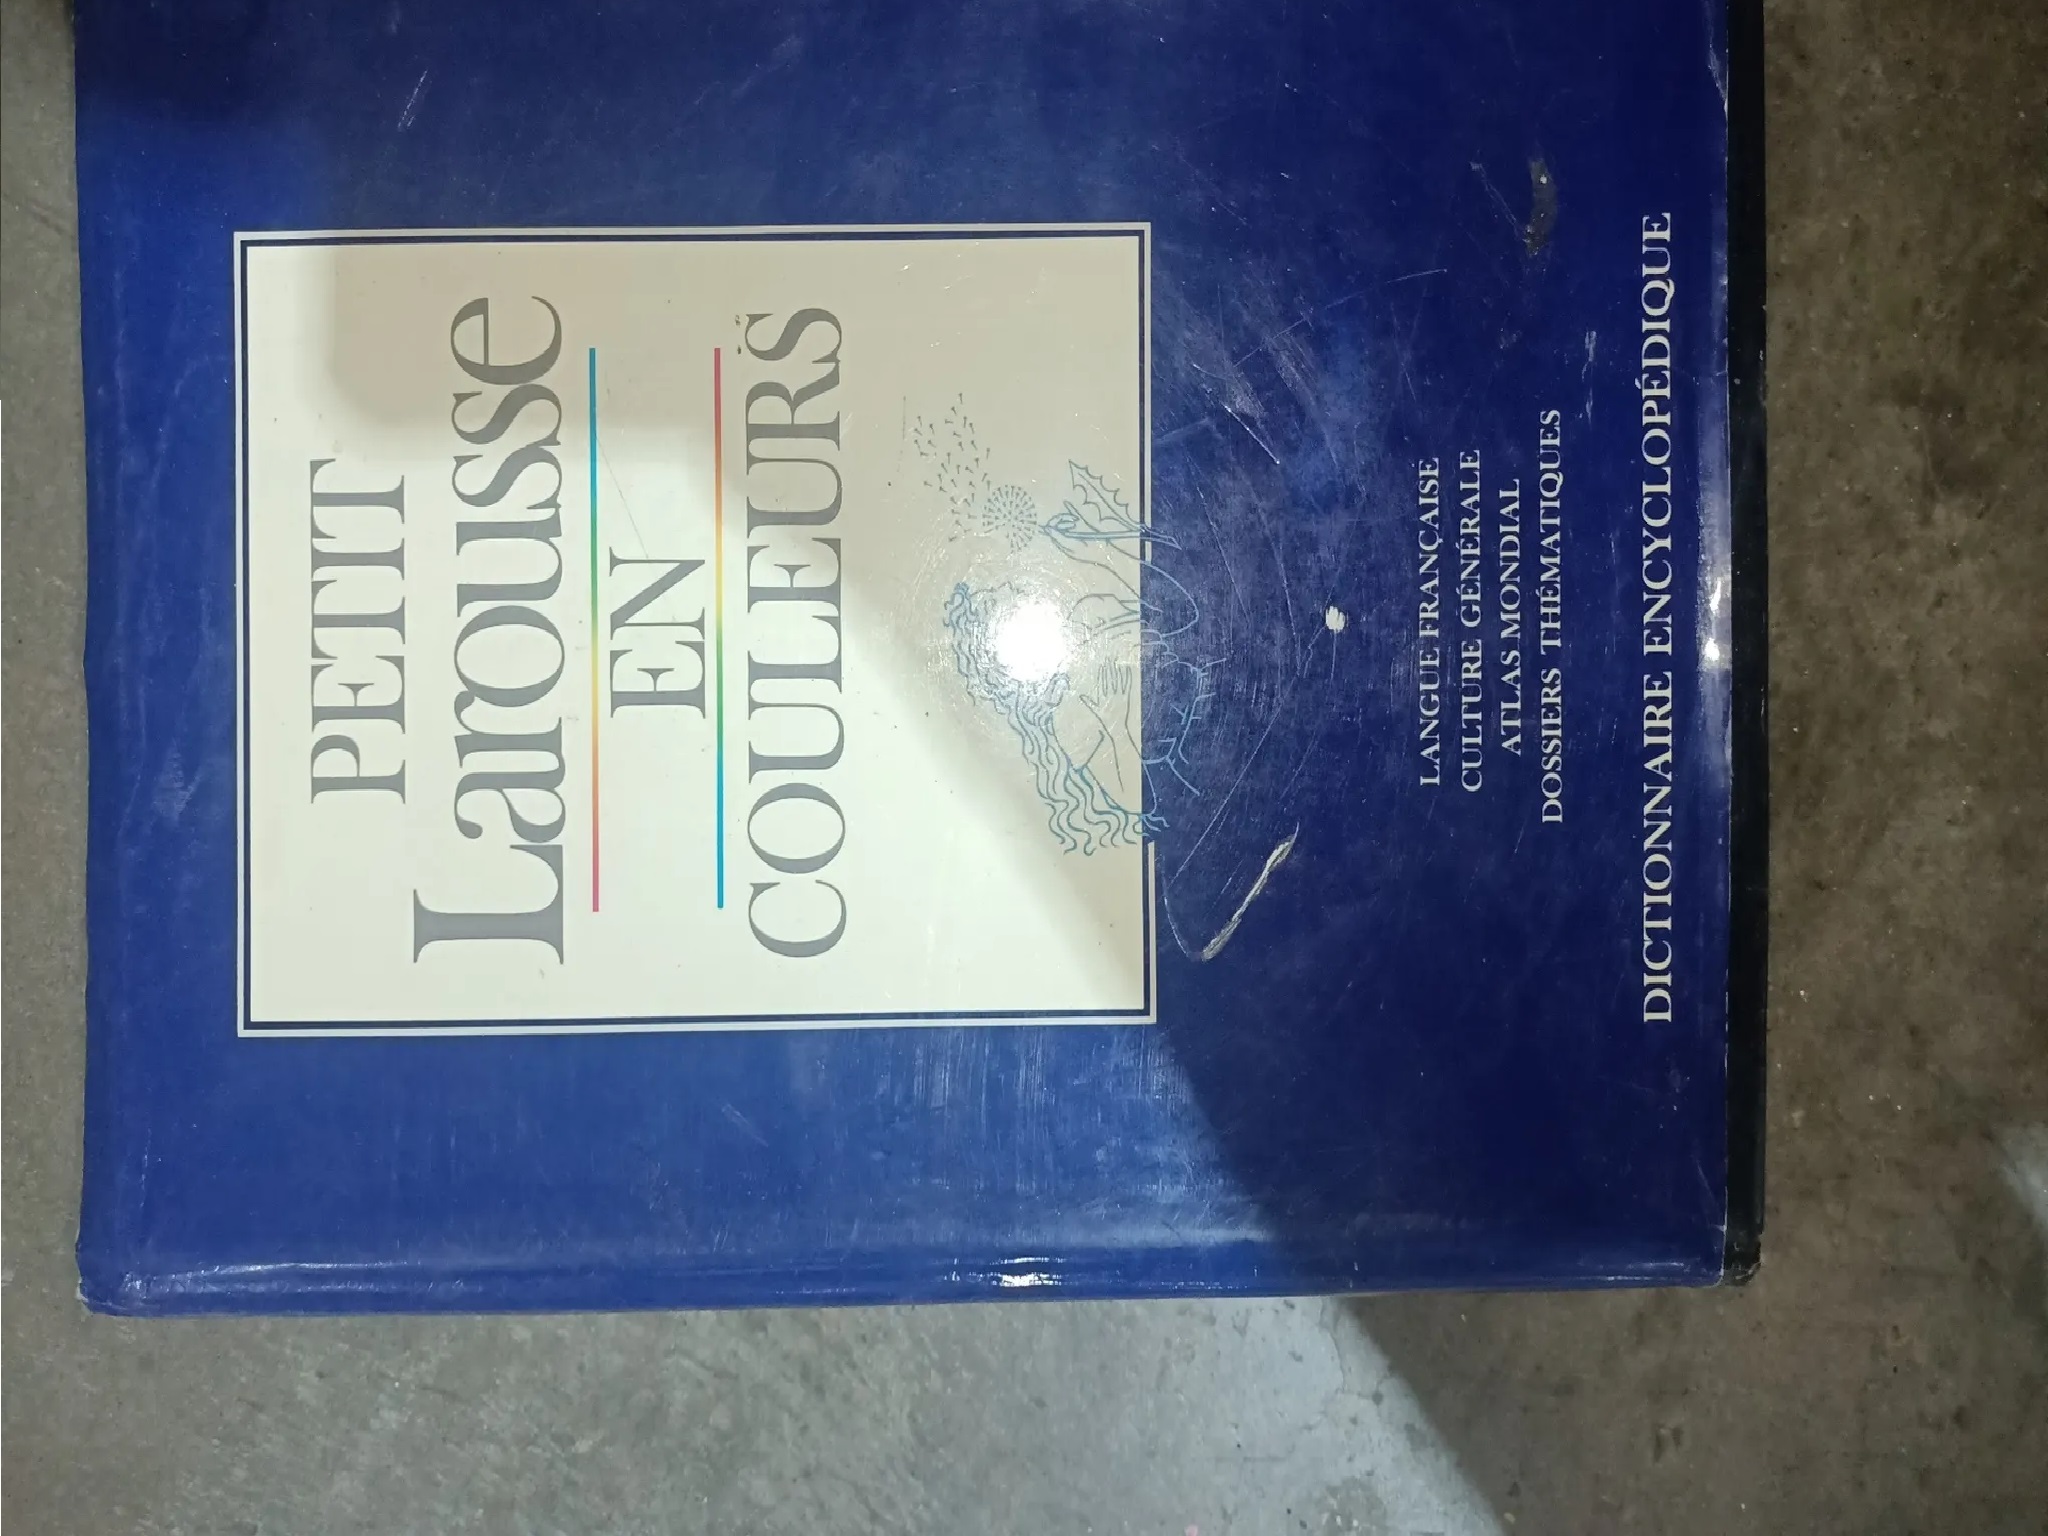 PETIT
Larousse
EN
COULEURS
LANGUE FRANÇAISE
CULTURE GÉNÉRALE
ATLAS MONDIAL
DOSSIERS THÉMATIQUES
DICTIONNAIRE ENCYCLOPÉDIQUE